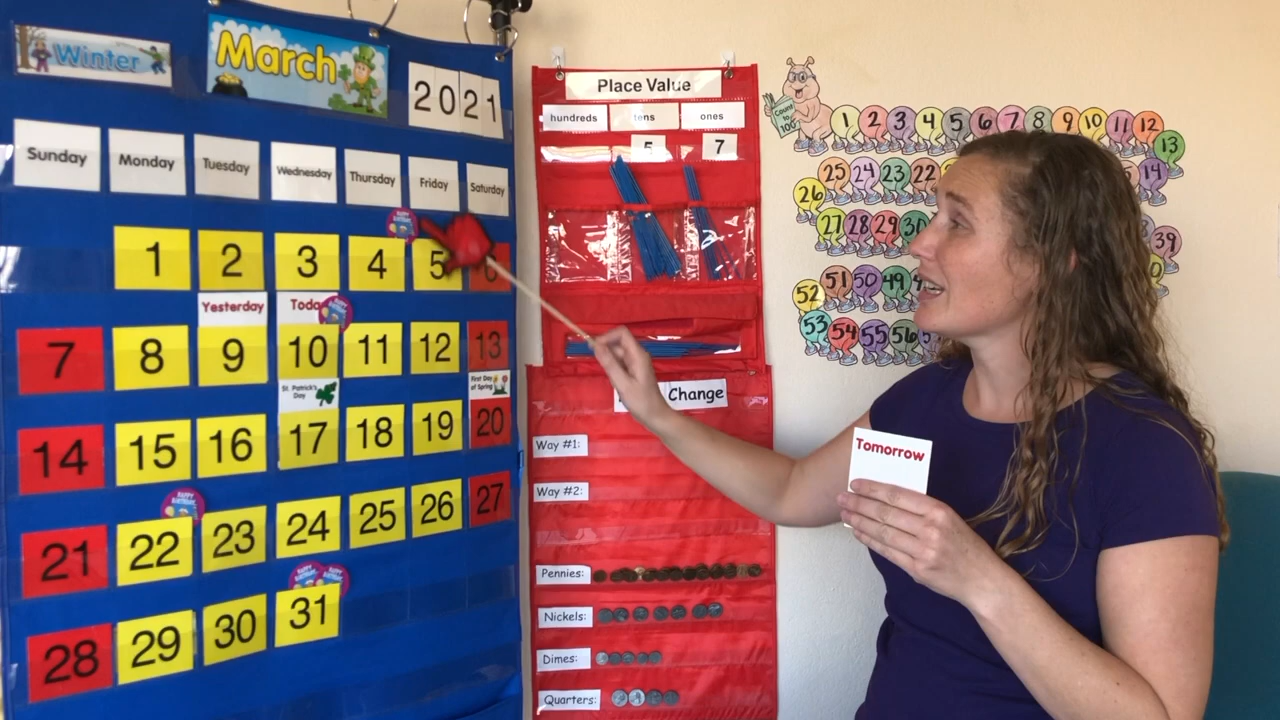 Winter
March
2021
Sunday Monday Tuesday Wednesday Thursday Friday Saturday
1 2 3 4 5 6
Yesterday
7 8 9 10 11 12 13
St. Patrick's
Day
First Day
of Spring
14 15 16 17 18 19 20
21 22 23 24 25 26 27
28 29 30 31
Place Value
hundreds tens ones
5 7
Change
Way #1:
Way #2:
Pennies:
Nickels:
Dimes:
Quarters:
Count
to
100
1 2 3 4 5 6 7 8 9 10 11 12
13
14
26 25 24 23 22
27 28 29 30
39
52 51 50 49
53 54 55 56
Tomorrow